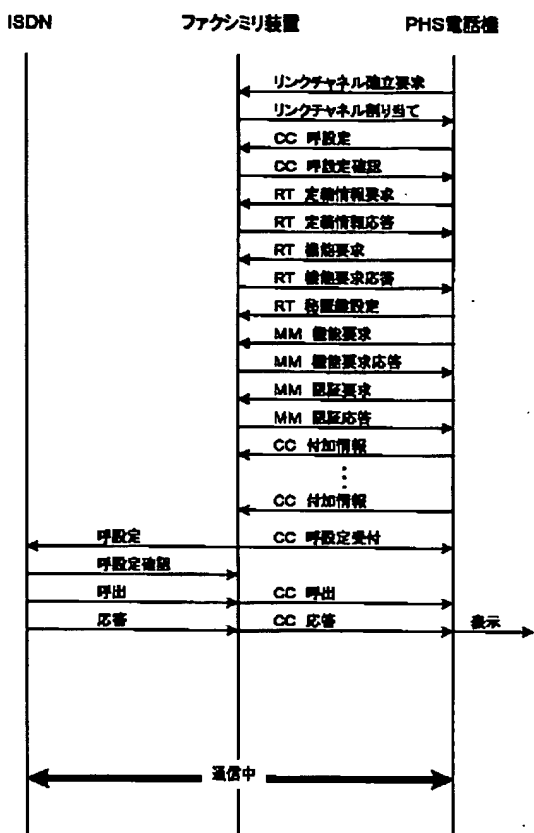 ISDN ファクシミリ装置 PHS電話機
リンクチャネル確立要求
リンクチャネル割り当て
CC 呼設定
CC 呼設定確認
RT 定義情報要求
RT 定義情報応答
RT 機能要求
RT 機能要求応答
RT 秘匿鍵設定
MM 機能要求
MM 機能要求応答
MM 認証要求
MM 認証応答
CC 付加情報
CC 付加情報
呼設定 CC 呼設定受付
呼設定確認
呼出 CC 呼出
応答 CC 応答 表示
通信中